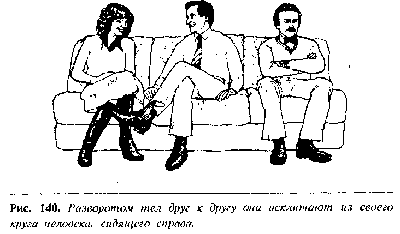 Рис. 140. Разворотом тел друг к другу они исключают из своего
круга человека, сидящего справа.